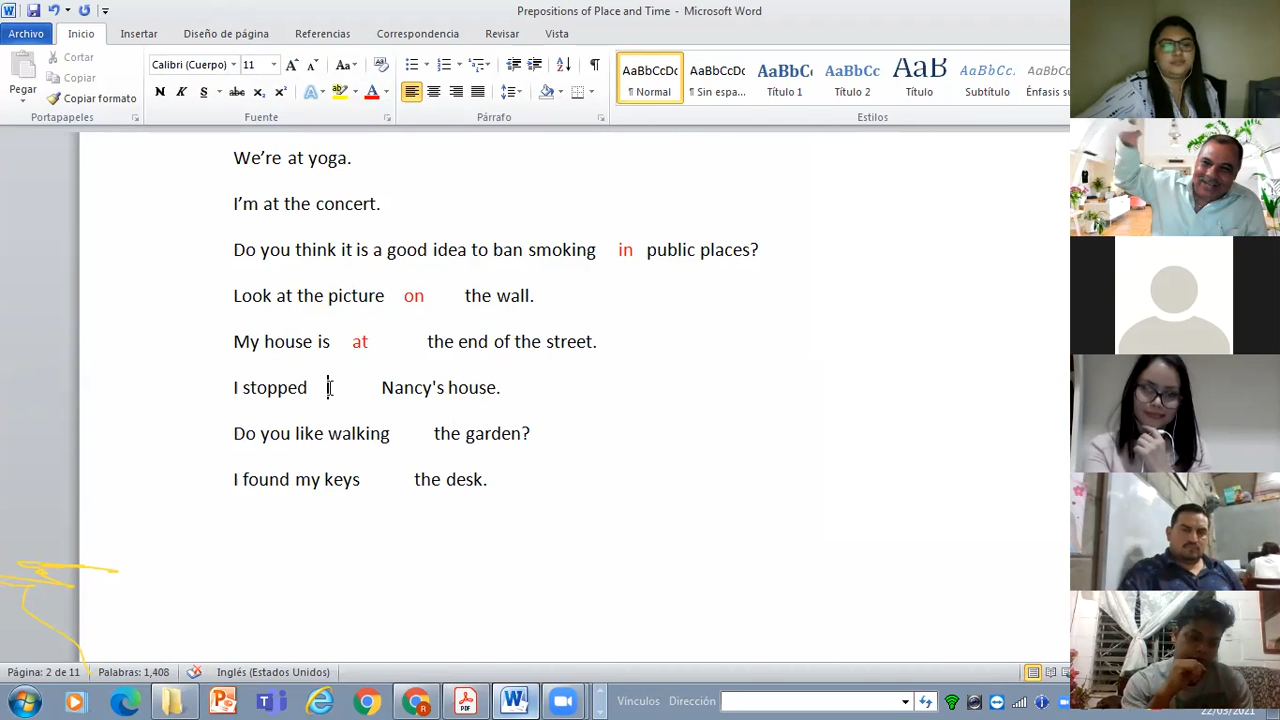 Prepositions of Place and Time - Microsoft Word
Archivo Inicio Insertar Diseño de página Referencias Correspondencia Revisar Vista
Pegar
Cortar
Copiar
Copiar formato
Portapapeles
Calibri (Cuerpo) 11
Fuente
Párrafo
AaBbCcDc AaBbCcDc AaBbC AaBbCc AaB AaBbCc. AaBbCc
¶ Normal ¶ Sin espa... Título 1 Título 2 Título Subtítulo Énfasis
Estilos
We’re at yoga.
I’m at the concert.
Do you think it is a good idea to ban smoking in public places?
Look at the picture on the wall.
My house is at the end of the street.
I stopped Nancy's house.
Do you like walking the garden?
I found my keys the desk.
Página: 2 de 11 Palabras: 1,408 Inglés (Estados Unidos)
Vínculos Dirección
22/03/2021